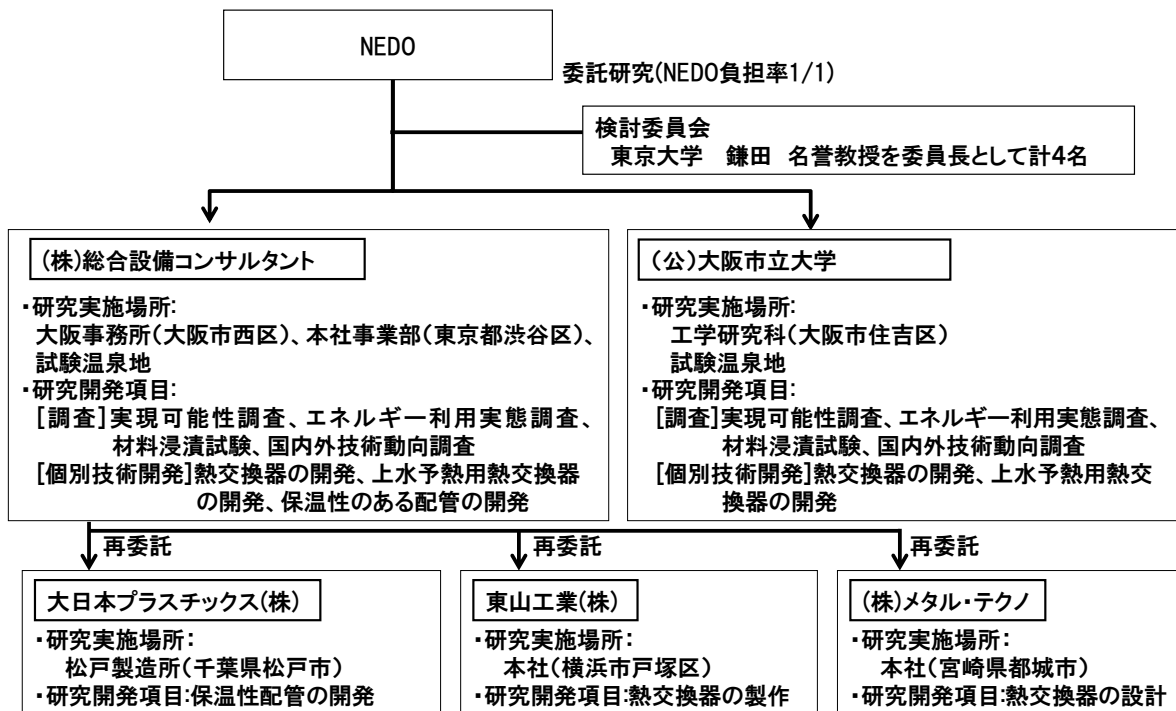 NEDO
委託研究(NEDO負担率1/1)
検討委員会
東京大学 鎌田 名誉教授を委員長として計4名
(株)総合設備コンサルタント
・研究実施場所:
大阪事務所(大阪市西区)、本社事業部(東京都渋谷区)、
試験温泉地
・研究開発項目:
[調査]実現可能性調査、エネルギー利用実態調査、
材料浸漬試験、国内外技術動向調査
[個別技術開発]熱交換器の開発、上水予熱用熱交換器
の開発、保温性のある配管の開発
(公)大阪市立大学
・研究実施場所:
工学研究科(大阪市住吉区)
試験温泉地
・研究開発項目:
[調査]実現可能性調査、エネルギー利用実態調査、
材料浸漬試験、国内外技術動向調査
[個別技術開発]熱交換器の開発、上水予熱用熱交
換器の開発
再委託
再委託
再委託
大日本プラスチックス(株)
・研究実施場所:
松戸製造所(千葉県松戸市)
・研究開発項目:保温性配管の開発
東山工業(株)
・研究実施場所:
本社(横浜市戸塚区)
・研究開発項目:熱交換器の製作
(株)メタル・テクノ
・研究実施場所:
本社(宮崎県都城市)
・研究開発項目:熱交換器の設計